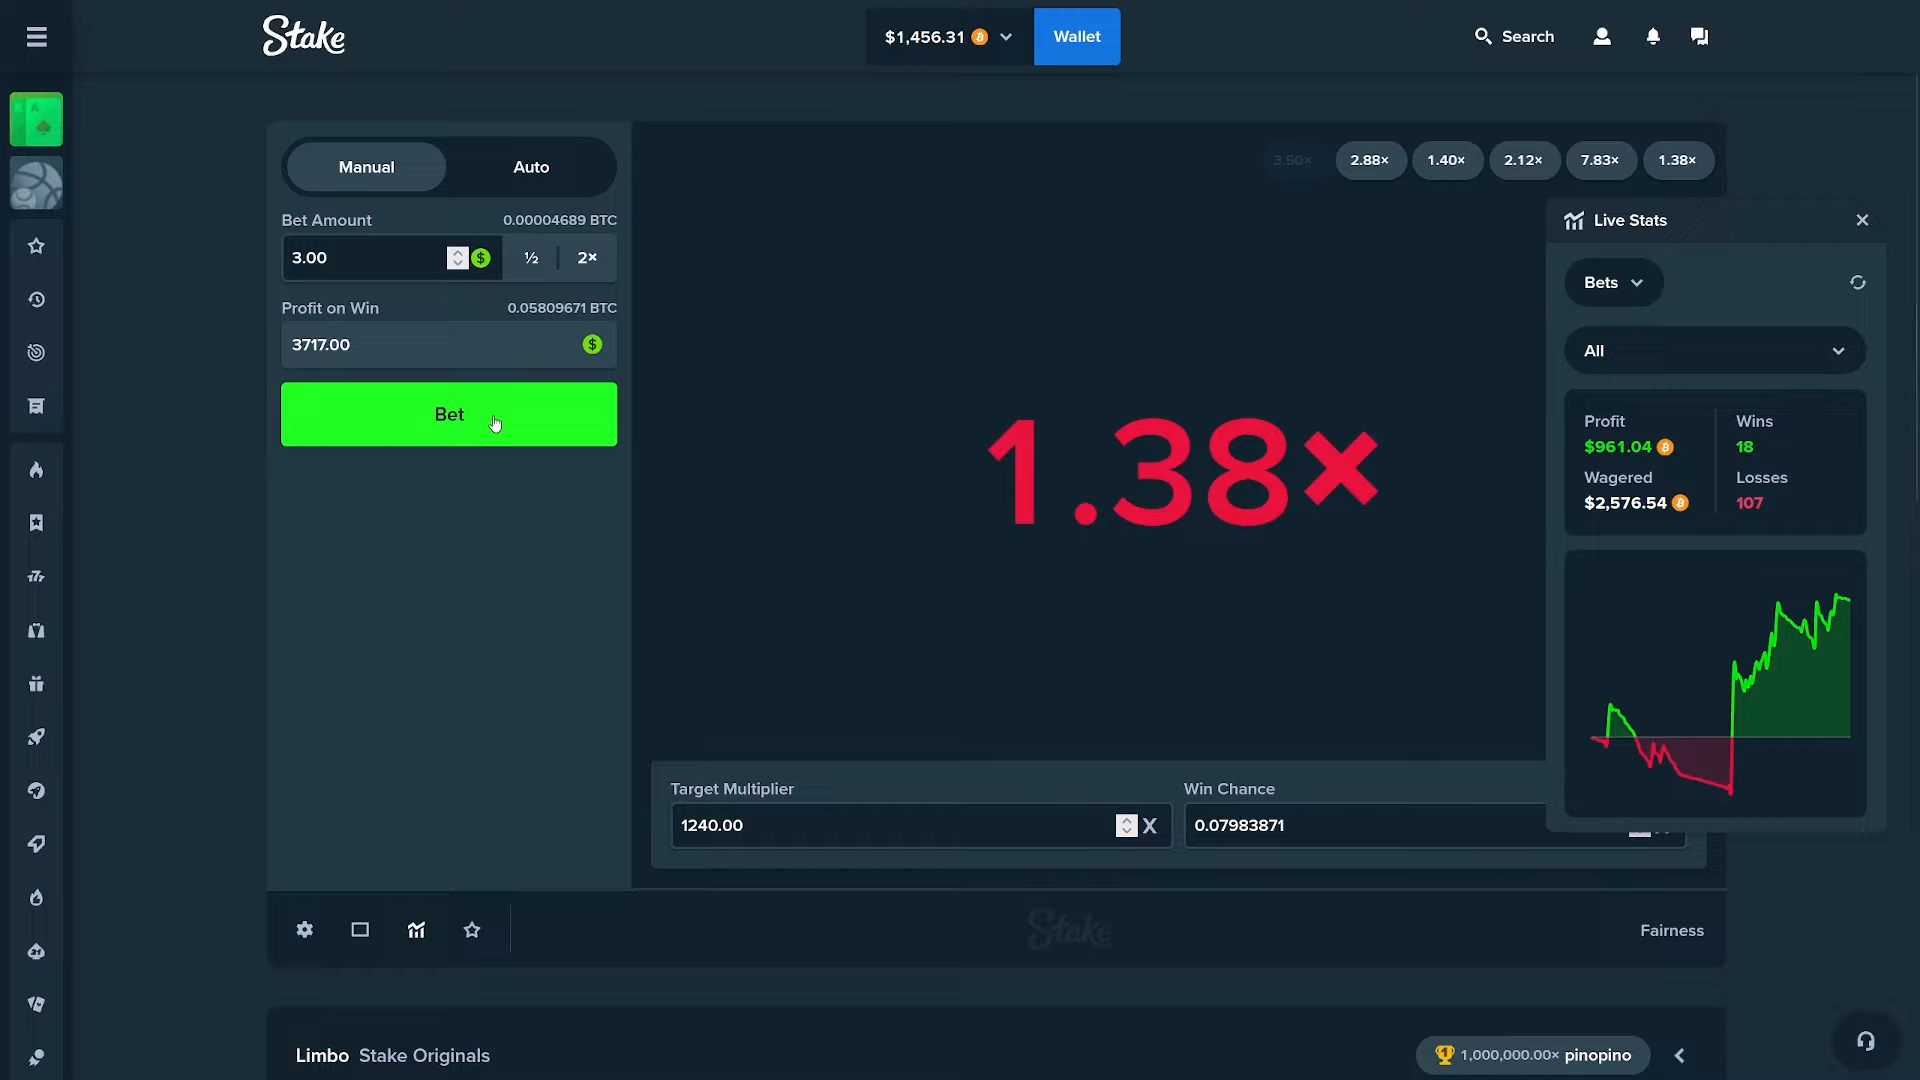 Stake
$1,456.31
Wallet
Search
Manual
Auto
3.50×
2.88×
1.40×
2.12×
7.83×
1.38×
Bet Amount
0.00004689 BTC
3.00
$
½
2×
Profit on Win
0.05809671 BTC
3717.00
$
Bet
1.38×
Live Stats
Bets
All
Profit
Wins
$961.04
18
Wagered
Losses
$2,576.54
107
Target Multiplier
Win Chance
1240.00
X
0.07983871
Stake
Fairness
Limbo Stake Originals
1,000,000.00× pinopino